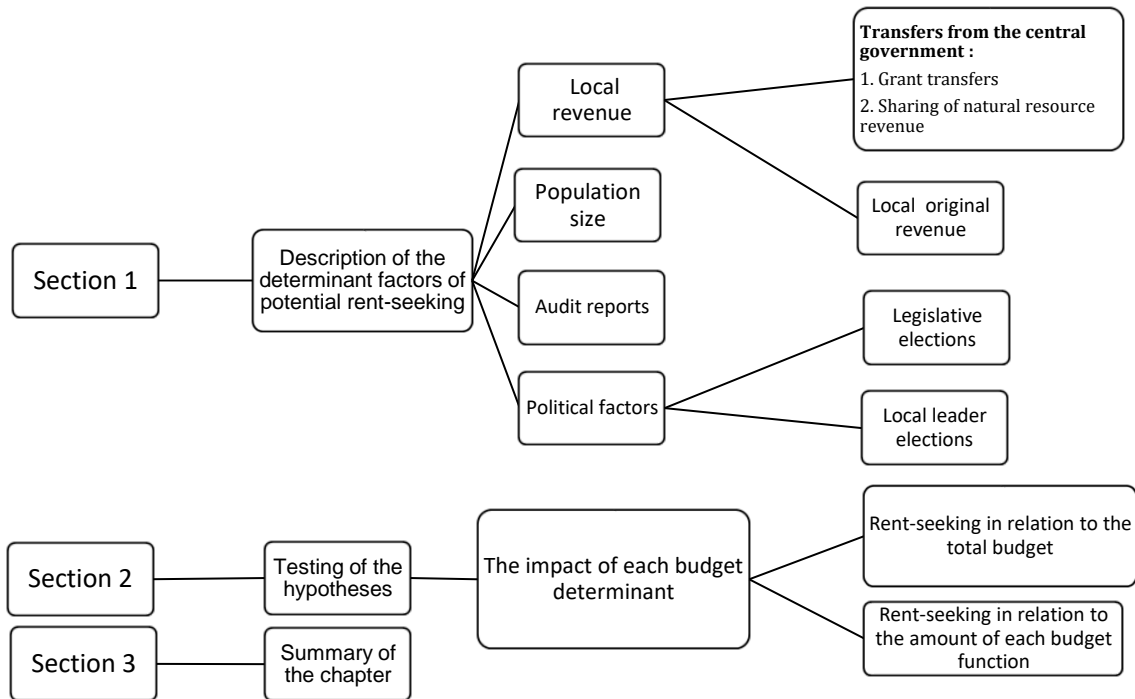 Section 1
Description of the
determinant factors of
potential rent-seeking
Local
revenue
Transfers from the central
government :
1. Grant transfers
2. Sharing of natural resource
revenue
Local original
revenue
Population
size
Audit reports
Political factors
Legislative
elections
Local leader
elections
Section 2
Testing of the
hypotheses
The impact of each budget
determinant
Rent-seeking in relation to the
total budget
Rent-seeking in relation to
the amount of each budget
function
Section 3
Summary of
the chapter